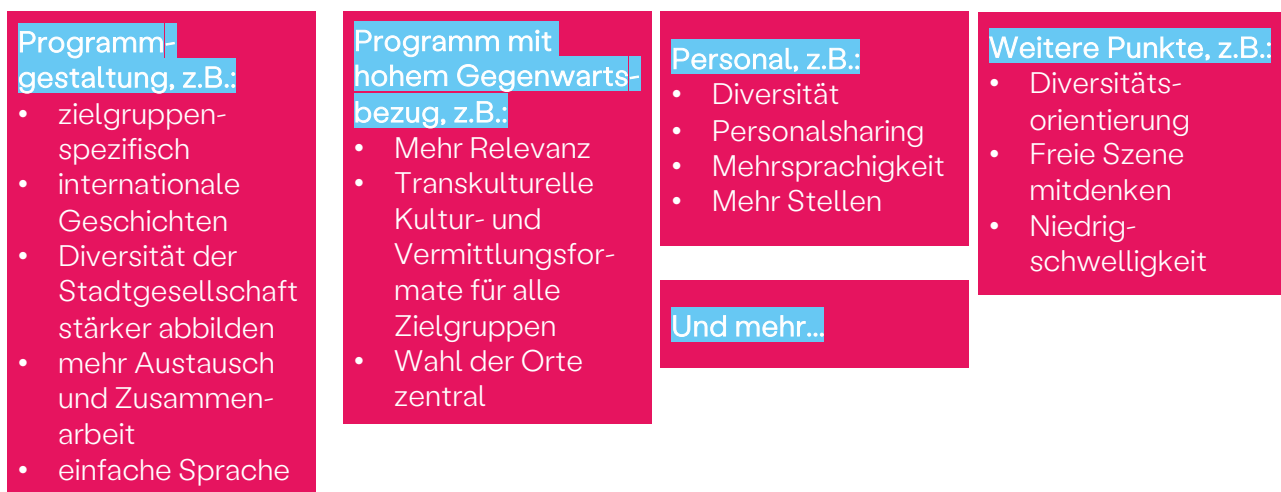 Programm-
gestaltung, z.B.:
• zielgruppen-
spezifisch
• internationale
Geschichten
• Diversität der
Stadtgesellschaft
stärker abbilden
• mehr Austausch
und Zusammen-
arbeit
• einfache Sprache
Programm mit
hohem Gegenwarts-
bezug, z.B.:
• Mehr Relevanz
• Transkulturelle
Kultur- und
Vermittlungsfor-
mate für alle
Zielgruppen
• Wahl der Orte
zentral
Personal, z.B.:
• Diversität
• Personalsharing
• Mehrsprachigkeit
• Mehr Stellen
Und mehr...
Weitere Punkte, z.B.:
• Diversitäts-
orientierung
• Freie Szene
mitdenken
• Niedrig-
schwelligkeit